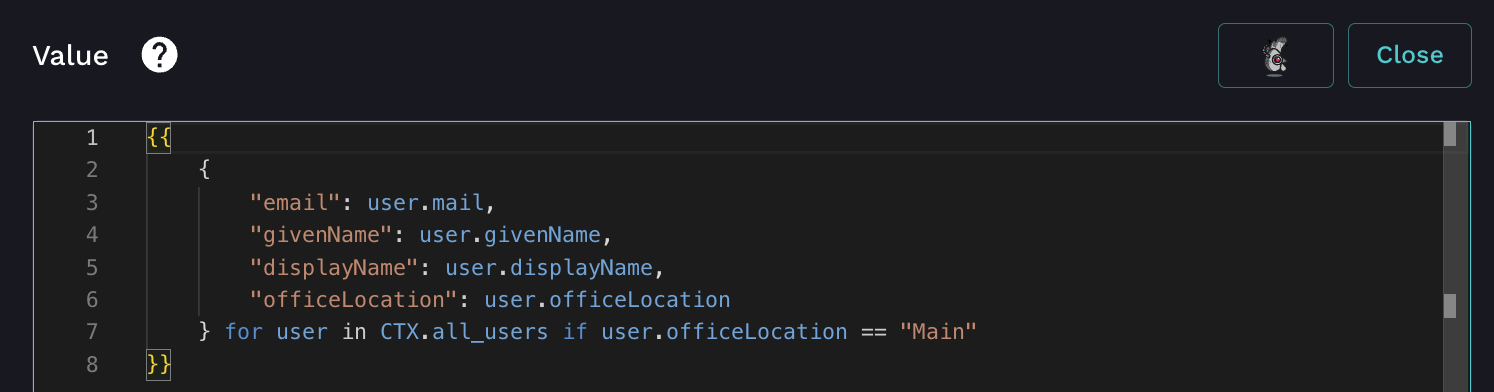 Value ?
Close
1 {{
2 {
3 "email": user.mail,
4 "givenName": user.givenName,
5 "displayName": user.displayName,
6 "officeLocation": user.officeLocation
7 } for user in CTX.all_users if user.officeLocation == "Main"
8 }}